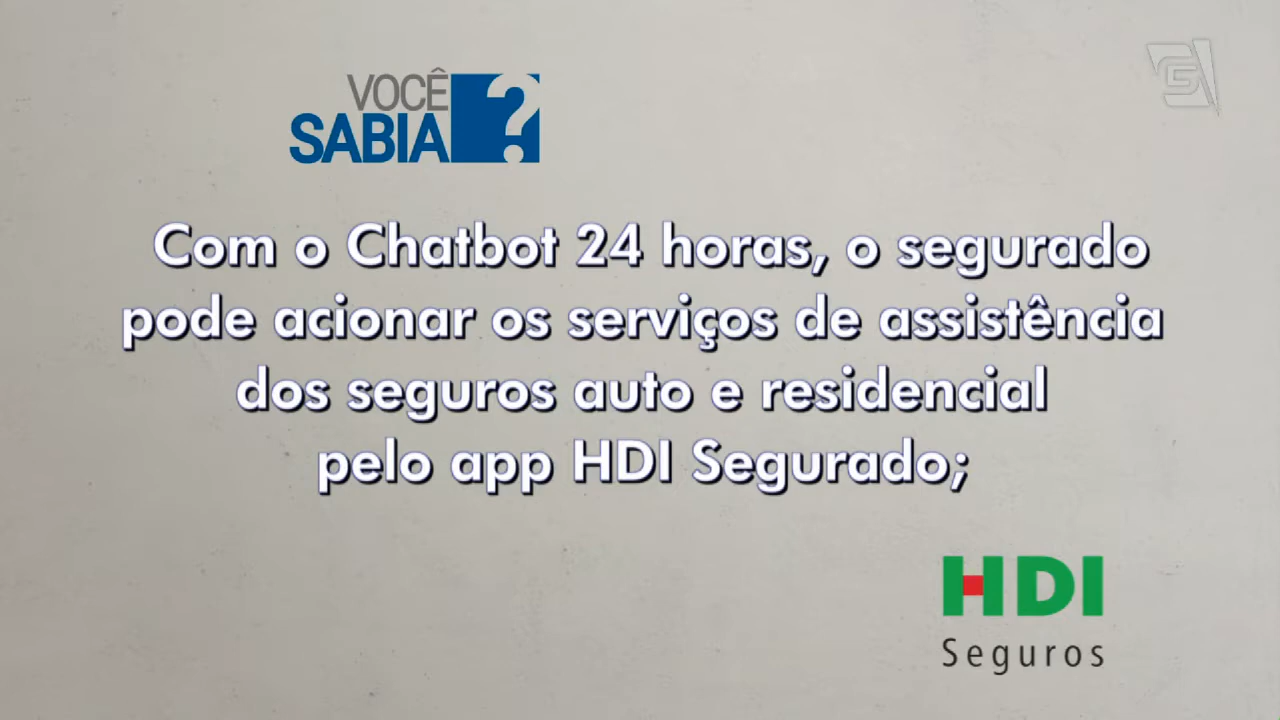 VOCÊ
SABIA?
Com o Chatbot 24 horas, o segurado
pode acionar os serviços de assistência
dos seguros auto e residencial
pelo app HDI Segurado;
HDI
Seguros